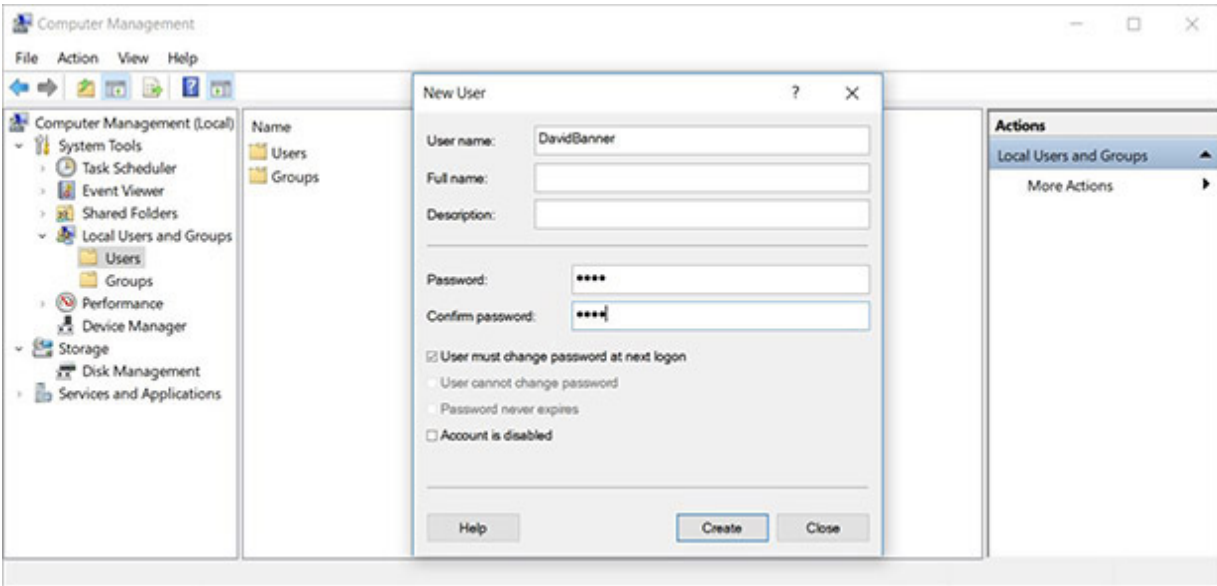 Computer Management
File Action View Help
Computer Management (Local)
System Tools
Task Scheduler
Event Viewer
Shared Folders
Local Users and Groups
Users
Groups
Performance
Device Manager
Storage
Disk Management
Services and Applications
Name
Users
Groups
New User
User name: DavidBanner
Full name:
Description:
Password: ••••
Confirm password: ••••
User must change password at next logon
User cannot change password
Password never expires
Account is disabled
Help Create Close
Actions
Local Users and Groups
More Actions